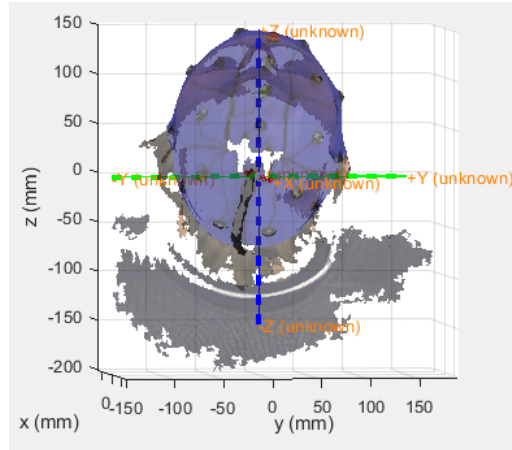 150
+Z (unknown)
100
50
0
-Y (unknown)
+X (unknown)
+Y (unknown)
-50
-100
-150
-Z (unknown)
-200
z (mm)
0
-150
-100
-50
0
50
100
150
x (mm)
y (mm)